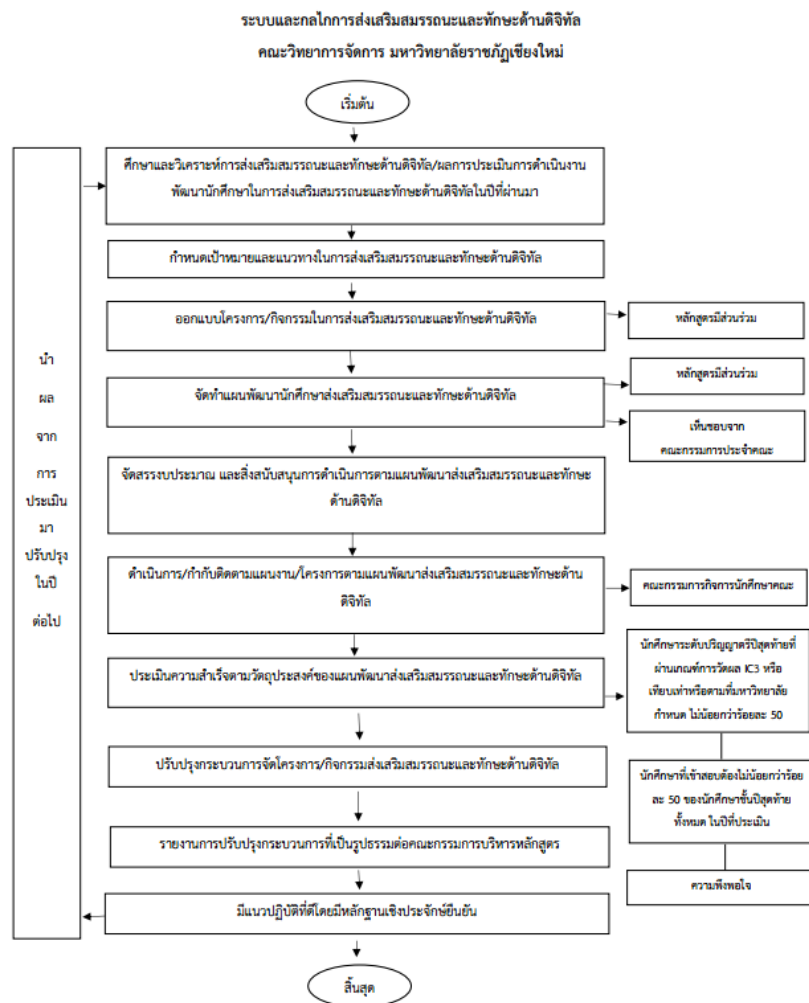 ระบบและกลไกการส่งเสริมสมรรถนะและทักษะด้านดิจิทัล
คณะวิทยาการจัดการ มหาวิทยาลัยราชภัฏเชียงใหม่
เริ่มต้น
ศึกษาและวิเคราะห์การส่งเสริมสมรรถนะและทักษะด้านดิจิทัล/ผลการประเมินการดำเนินงาน
พัฒนานักศึกษาในการส่งเสริมสมรรถนะและทักษะด้านดิจิทัลในปีที่ผ่านมา
กำหนดเป้าหมายและแนวทางในการส่งเสริมสมรรถนะและทักษะด้านดิจิทัล
ออกแบบโครงการ/กิจกรรมในการส่งเสริมสมรรถนะและทักษะด้านดิจิทัล
หลักสูตรมีส่วนร่วม
จัดทำแผนพัฒนานักศึกษาส่งเสริมสมรรถนะและทักษะด้านดิจิทัล
หลักสูตรมีส่วนร่วม
เห็นชอบจาก
คณะกรรมการประจำคณะ
จัดสรรงบประมาณ และสิ่งสนับสนุนการดำเนินการตามแผนพัฒนาส่งเสริมสมรรถนะและทักษะ
ด้านดิจิทัล
ดำเนินการ/กำกับติดตามแผนงาน/โครงการตามแผนพัฒนาส่งเสริมสมรรถนะและทักษะด้าน
ดิจิทัล
คณะกรรมการกิจการนักศึกษาคณะ
ประเมินความสำเร็จตามวัตถุประสงค์ของแผนพัฒนาส่งเสริมสมรรถนะและทักษะด้านดิจิทัล
นักศึกษาระดับปริญญาตรีปีสุดท้ายที่
ผ่านเกณฑ์การวัดผล IC3 หรือ
เทียบเท่าหรือตามที่มหาวิทยาลัย
กำหนด ไม่น้อยกว่าร้อยละ 50
ปรับปรุงกระบวนการจัดโครงการ/กิจกรรมส่งเสริมสมรรถนะและทักษะด้านดิจิทัล
นักศึกษาที่เข้าสอบต้องไม่น้อยกว่าร้อย
ละ 50 ของนักศึกษาชั้นปีสุดท้าย
ทั้งหมด ในปีที่ประเมิน
รายงานการปรับปรุงกระบวนการที่เป็นรูปธรรมต่อคณะกรรมการบริหารหลักสูตร
ความพึงพอใจ
มีแนวปฏิบัติที่ดีโดยมีหลักฐานเชิงประจักษ์ยืนยัน
สิ้นสุด
นำ
ผล
จาก
การ
ประเมิน
มา
ปรับปรุง
ในปี
ต่อไป